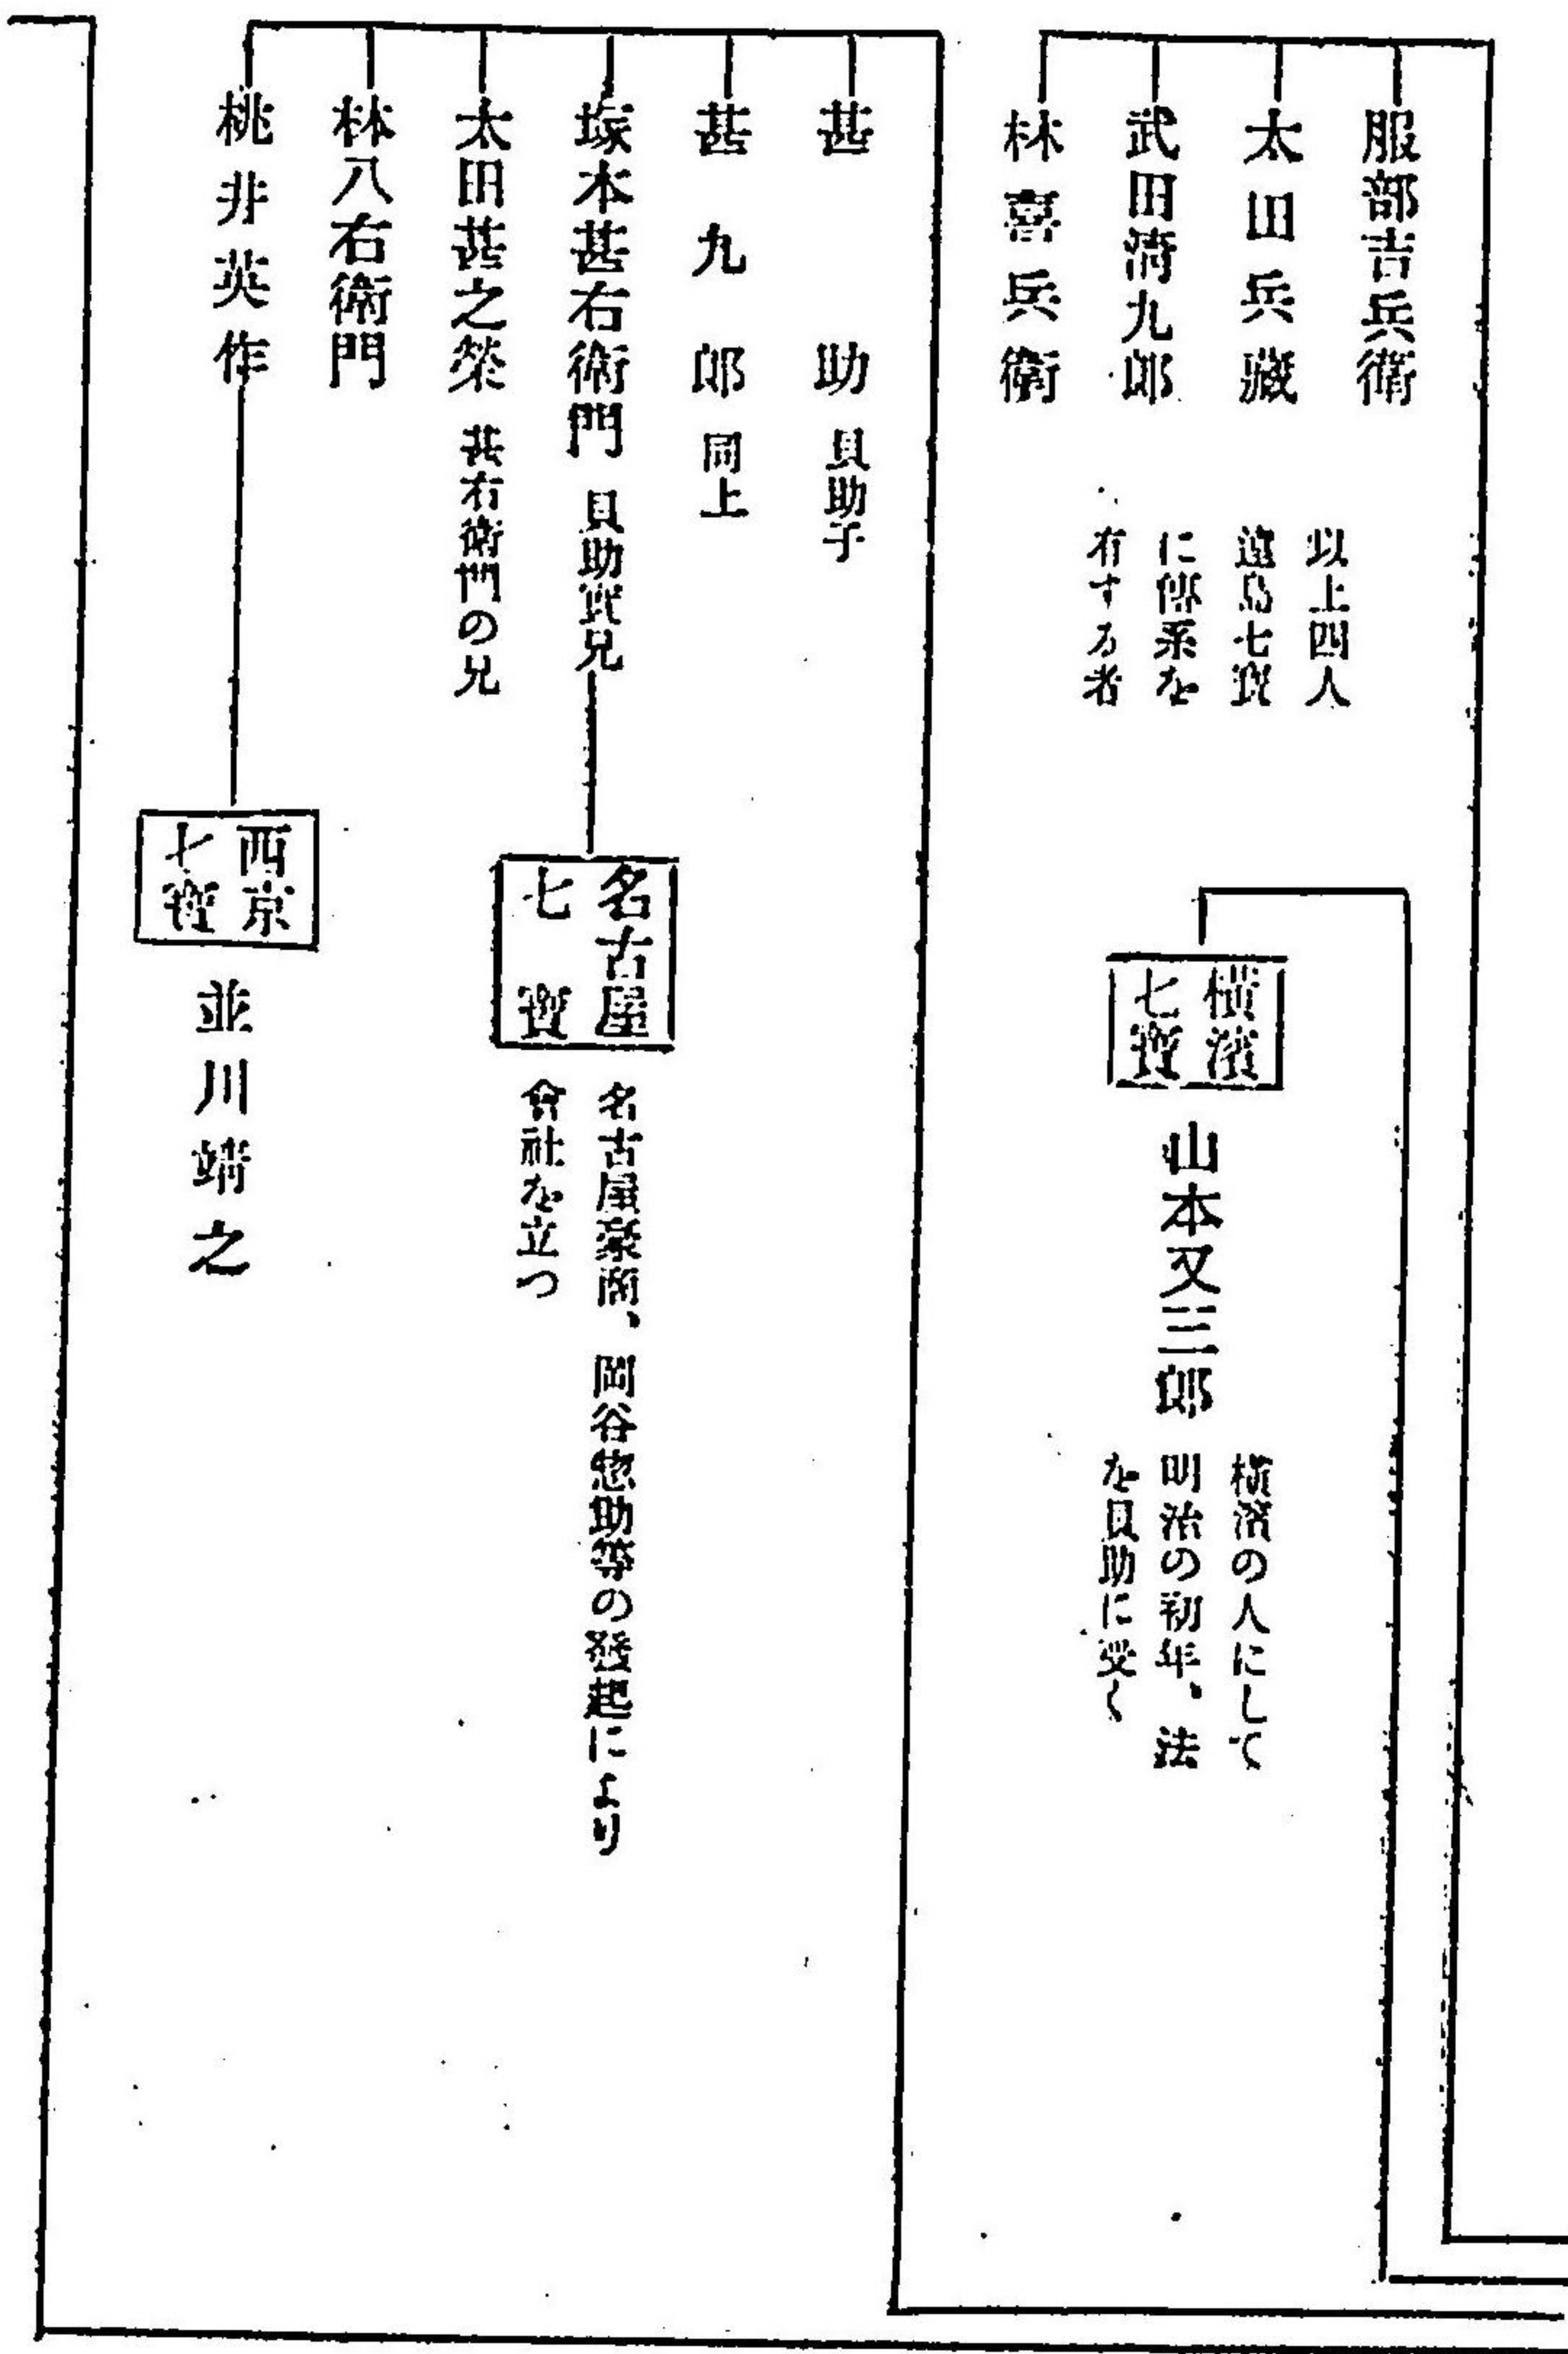 服部吉兵衛
太田兵藏
武田淸九郎
林喜兵衛
以上四人
遠島七寶
に傳系を
有する者
橫濱
七寶
山本又三郎
橫濱の人にして
明治の初年、法
を貝助に受く
甚助 貝助子
甚九郎 同上
塚本甚右衛門 貝助實兄
名古屋
七寶
名古屋豪商、岡谷惣助等の發起により
會社を立つ
太田甚之榮 甚右衛門の兄
林八右衛門
桃井英作
西京
七寶
並川靖之